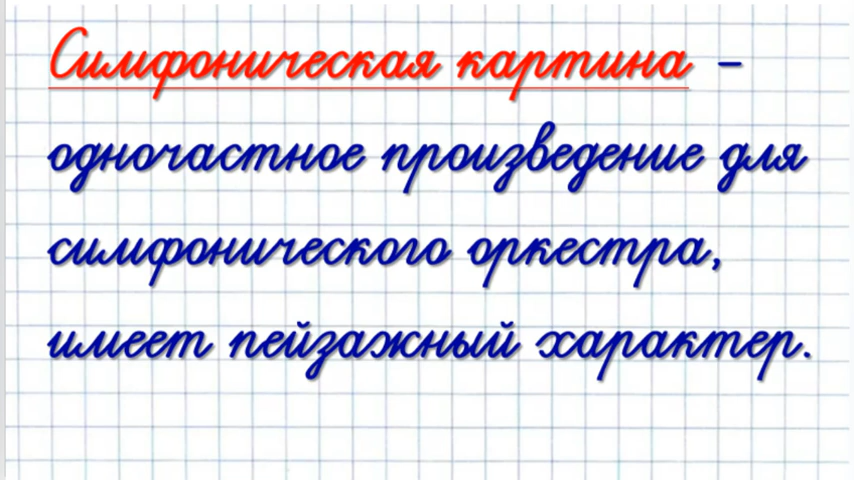 Симфоническая картина –
одночастное произведение для
симфонического оркестра,
имеет пейзажный характер.